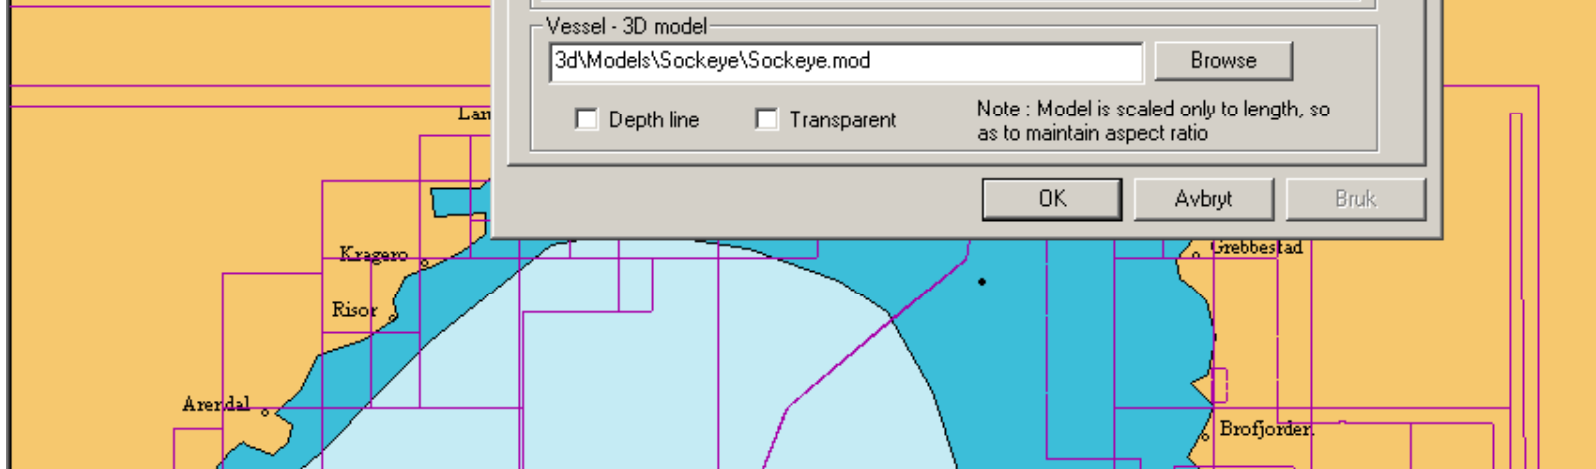 Vessel - 3D model
3d\Models\Sockeye\Sockeye.mod
Browse
Depth line
Transparent
Note : Model is scaled only to length, so
as to maintain aspect ratio
Lan
OK
Avbryt
Bruk
Kragero
Grebbestad
Risor
Arendal
Brofjorden